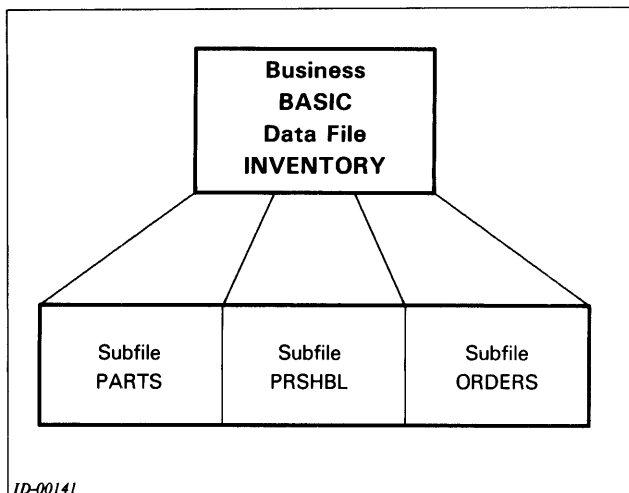 Business
BASIC
Data File
INVENTORY
Subfile
PARTS
Subfile
PRSHBL
Subfile
ORDERS
ID-00141